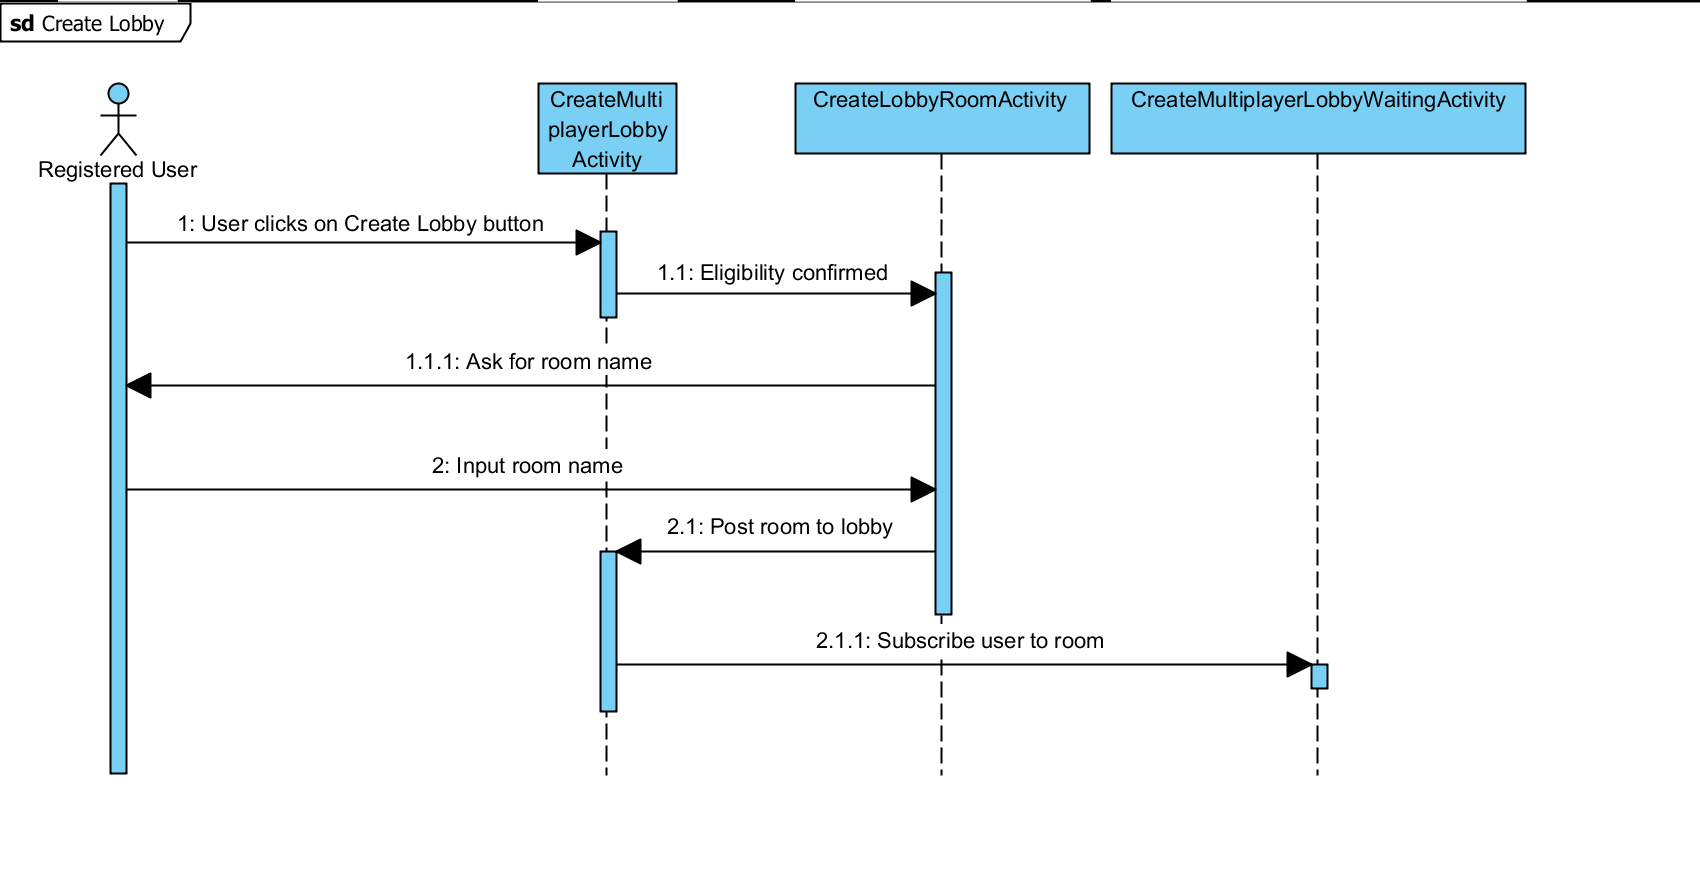 sd Create Lobby
Registered User
CreateMulti
playerLobby
Activity
CreateLobbyRoomActivity
CreateMultiplayerLobbyWaitingActivity
1: User clicks on Create Lobby button
1.1: Eligibility confirmed
1.1.1: Ask for room name
2: Input room name
2.1: Post room to lobby
2.1.1: Subscribe user to room